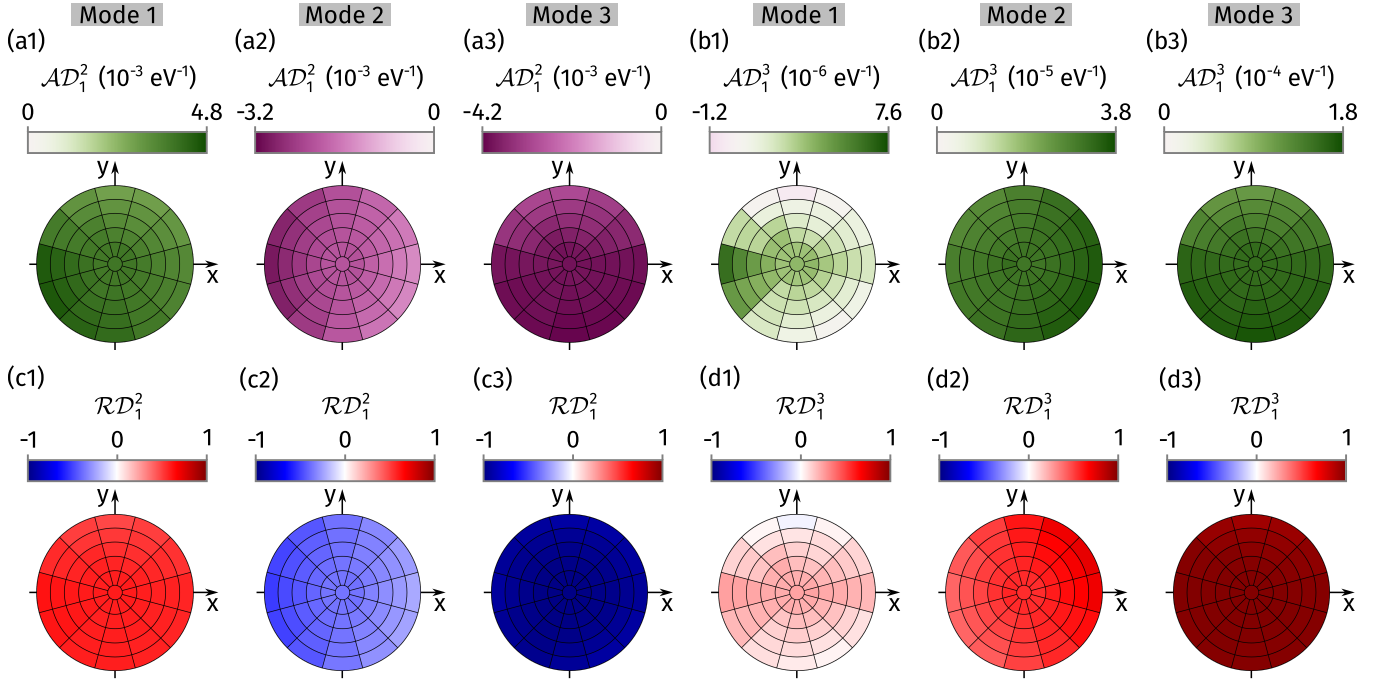 Mode 1 Mode 2 Mode 3 Mode 1 Mode 2 Mode 3
(a1) (a2) (a3) (b1) (b2) (b3)
𝒜𝒟₁² (10⁻³ eV⁻¹) 𝒜𝒟₁² (10⁻³ eV⁻¹) 𝒜𝒟₁² (10⁻³ eV⁻¹) 𝒜𝒟₁³ (10⁻⁶ eV⁻¹) 𝒜𝒟₁³ (10⁻⁵ eV⁻¹) 𝒜𝒟₁³ (10⁻⁴ eV⁻¹)
0 4.8 -3.2 0 -4.2 0 -1.2 7.6 0 3.8 0 1.8
y y y y y y
x x x x x x
(c1) (c2) (c3) (d1) (d2) (d3)
ℛ𝒟₁² ℛ𝒟₁² ℛ𝒟₁² ℛ𝒟₁³ ℛ𝒟₁³ ℛ𝒟₁³
-1 0 1 -1 0 1 -1 0 1 -1 0 1 -1 0 1 -1 0 1
y y y y y y
x x x x x x